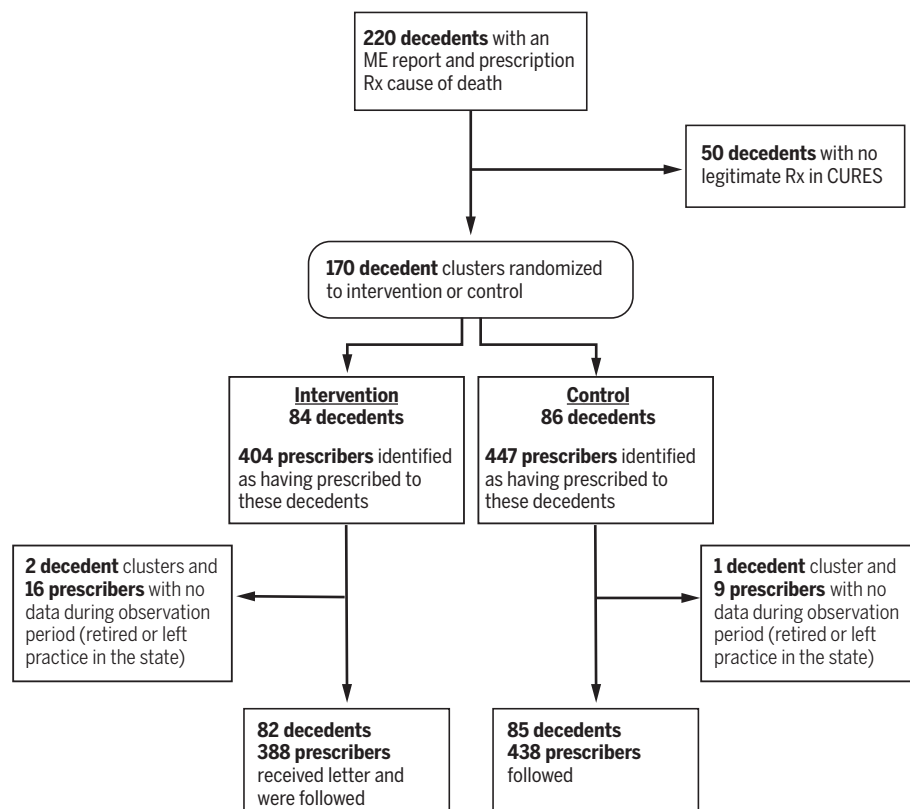 220 decedents with an
ME report and prescription
Rx cause of death
50 decedents with no
legitimate Rx in CURES
170 decedent clusters randomized
to intervention or control
Intervention
84 decedents
404 prescribers identified
as having prescribed to
these decedents
Control
86 decedents
447 prescribers identified
as having prescribed to
these decedents
2 decedent clusters and
16 prescribers with no
data during observation
period (retired or left
practice in the state)
1 decedent cluster and
9 prescribers with no
data during observation
period (retired or left
practice in the state)
82 decedents
388 prescribers
received letter and
were followed
85 decedents
438 prescribers
followed